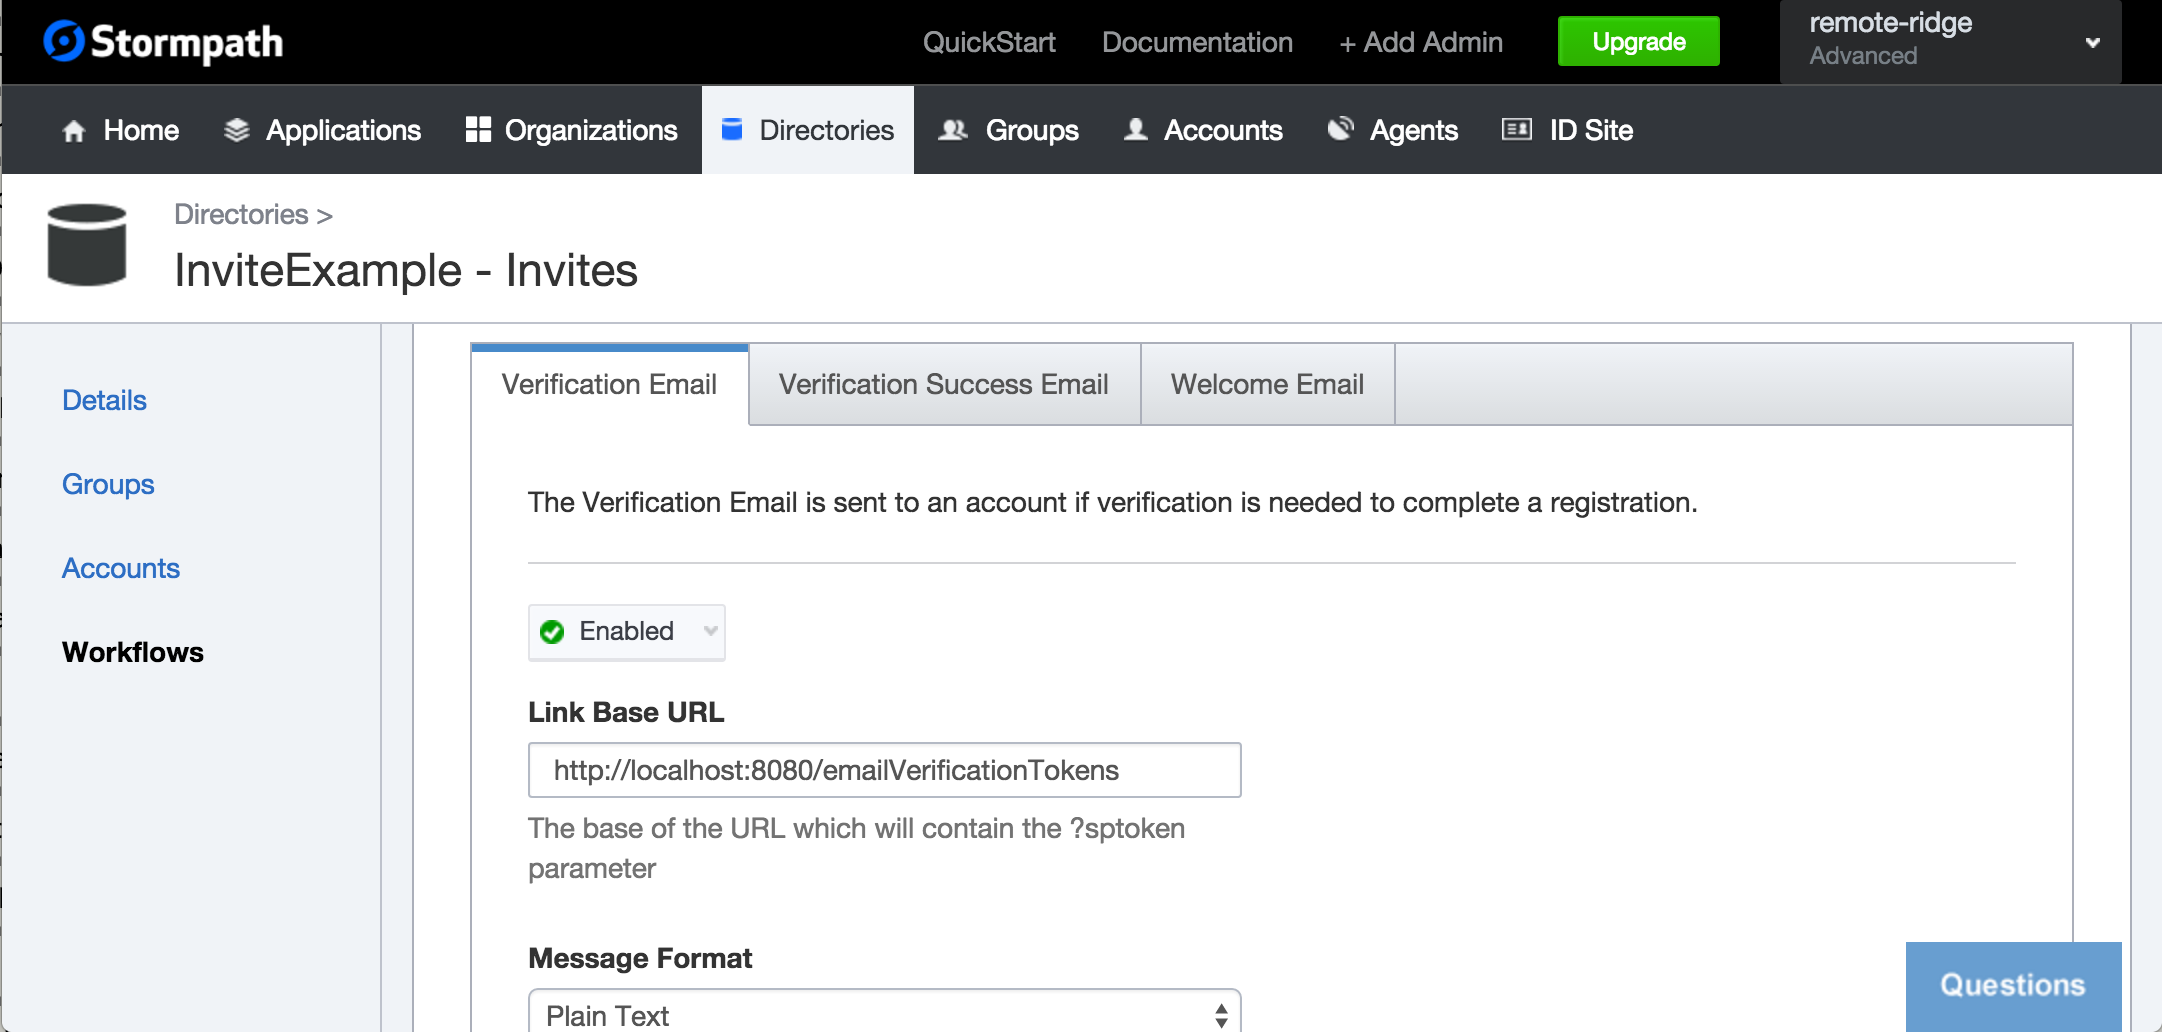 Stormpath
QuickStart Documentation + Add Admin Upgrade remote-ridge
Advanced
Home Applications Organizations Directories Groups Accounts Agents ID Site
Directories >
InviteExample - Invites
Details
Groups
Accounts
Workflows
Verification Email Verification Success Email Welcome Email
The Verification Email is sent to an account if verification is needed to complete a registration.
Enabled
Link Base URL
http://localhost:8080/emailVerificationTokens
The base of the URL which will contain the ?sptoken
parameter
Message Format
Plain Text
Questions